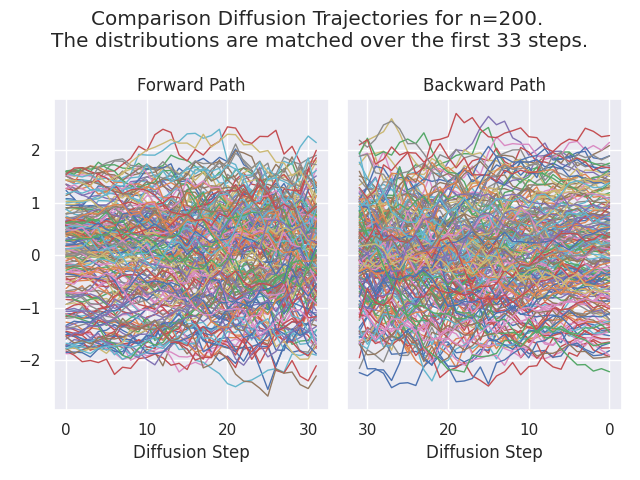 Comparison Diffusion Trajectories for n=200.
The distributions are matched over the first 33 steps.
Forward Path
Backward Path
2
1
0
−1
−2
0 10 20 30
30 20 10 0
Diffusion Step
Diffusion Step